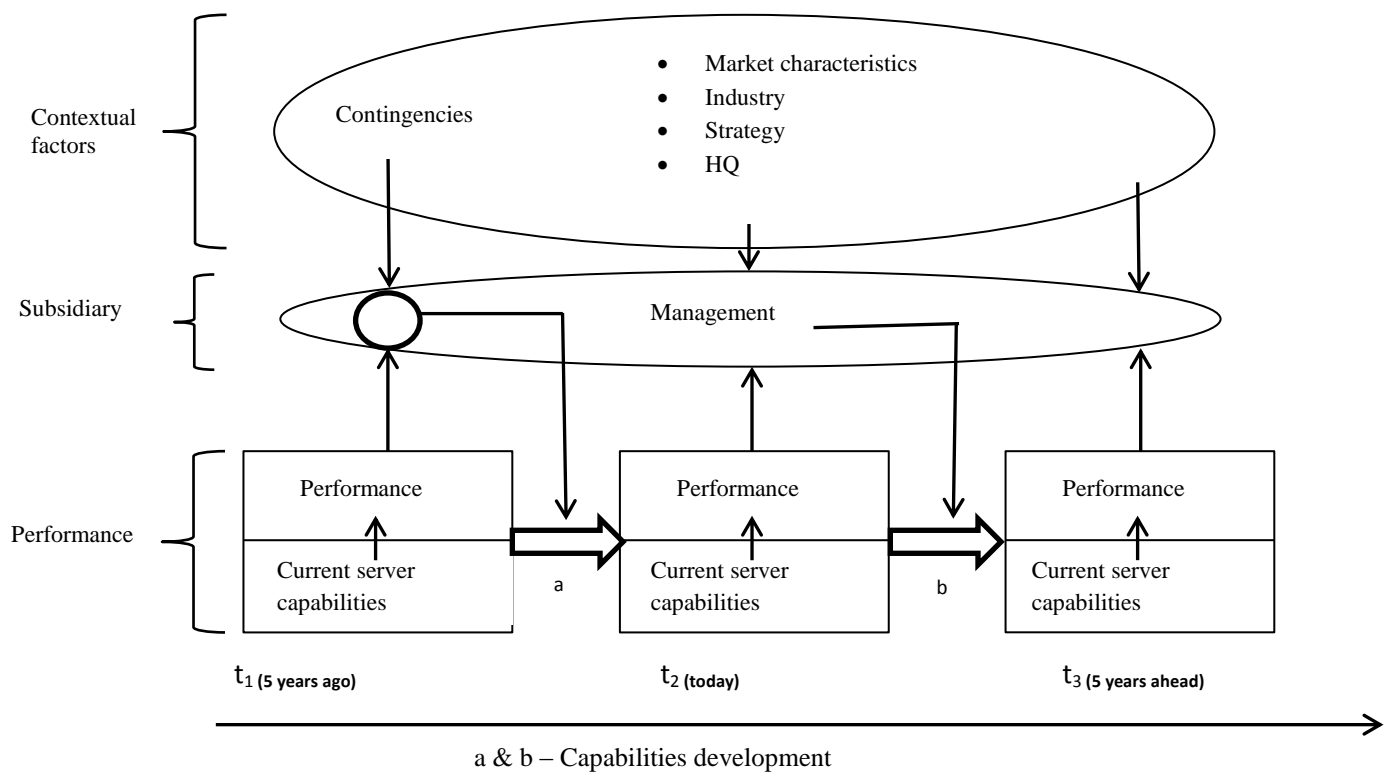 Contextual
factors
Contingencies
• Market characteristics
• Industry
• Strategy
• HQ
Subsidiary
Management
Performance
Performance
Performance
Performance
Current server
capabilities
Current server
capabilities
Current server
capabilities
a
b
t1 (5 years ago)
t2 (today)
t3 (5 years ahead)
a & b – Capabilities development